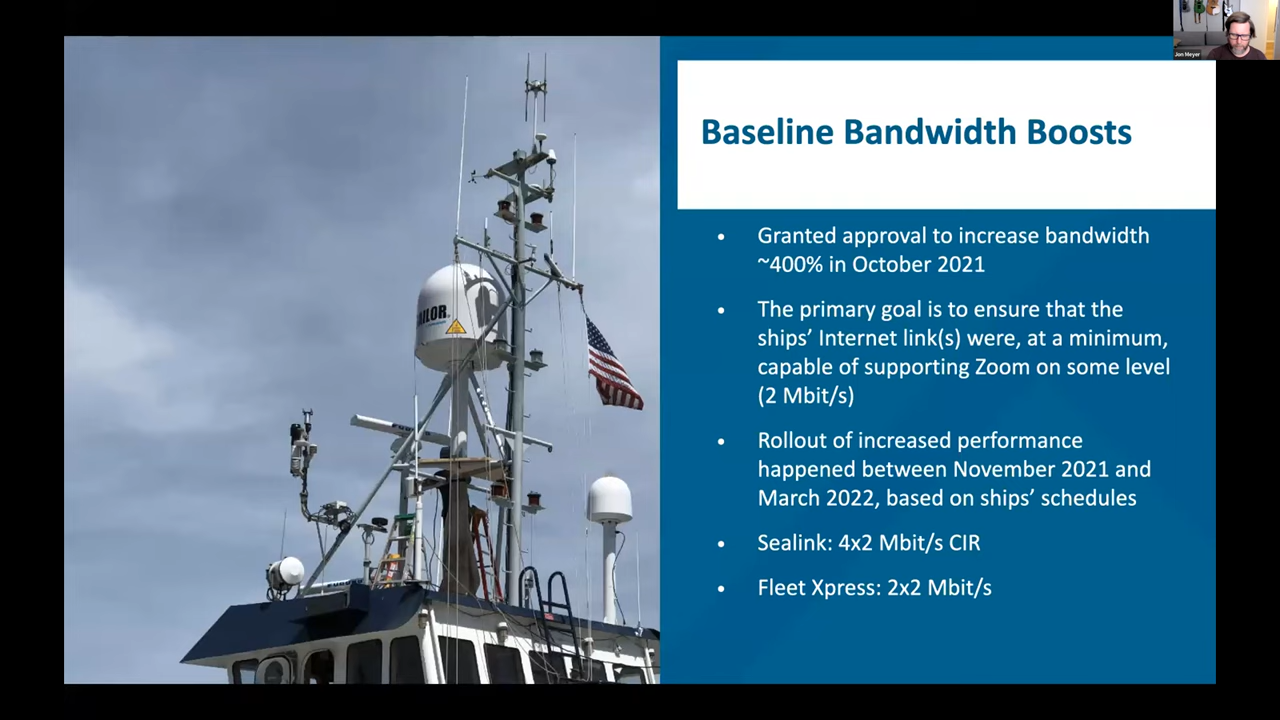 Jon Meyer
Baseline Bandwidth Boosts
• Granted approval to increase bandwidth
~400% in October 2021
• The primary goal is to ensure that the
ships’ Internet link(s) were, at a minimum,
capable of supporting Zoom on some level
(2 Mbit/s)
• Rollout of increased performance
happened between November 2021 and
March 2022, based on ships’ schedules
• Sealink: 4x2 Mbit/s CIR
• Fleet Xpress: 2x2 Mbit/s
AILOR